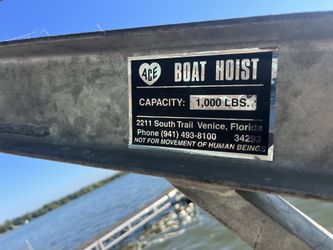 ACE
BOAT HOIST
CAPACITY: 1,000 LBS.
2211 South Trail Venice, Florida
Phone (941) 493-8100 34293
NOT FOR MOVEMENT OF HUMAN BEINGS